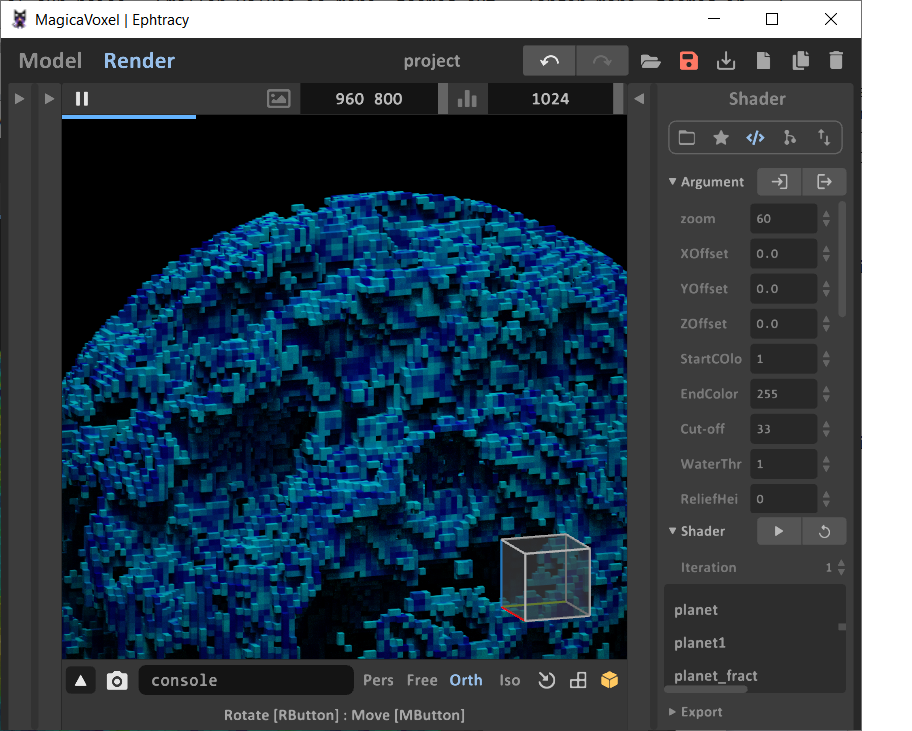 MagicaVoxel | Ephtracy
Model Render project
960 800 1024
Shader
Argument
zoom 60
XOffset 0.0
YOffset 0.0
ZOffset 0.0
StartCOlo 1
EndColor 255
Cut-off 33
WaterThr 1
ReliefHei 0
Shader
Iteration 1
planet
planet1
planet_fract
Export
console Pers Free Orth Iso
Rotate [RButton] : Move [MButton]